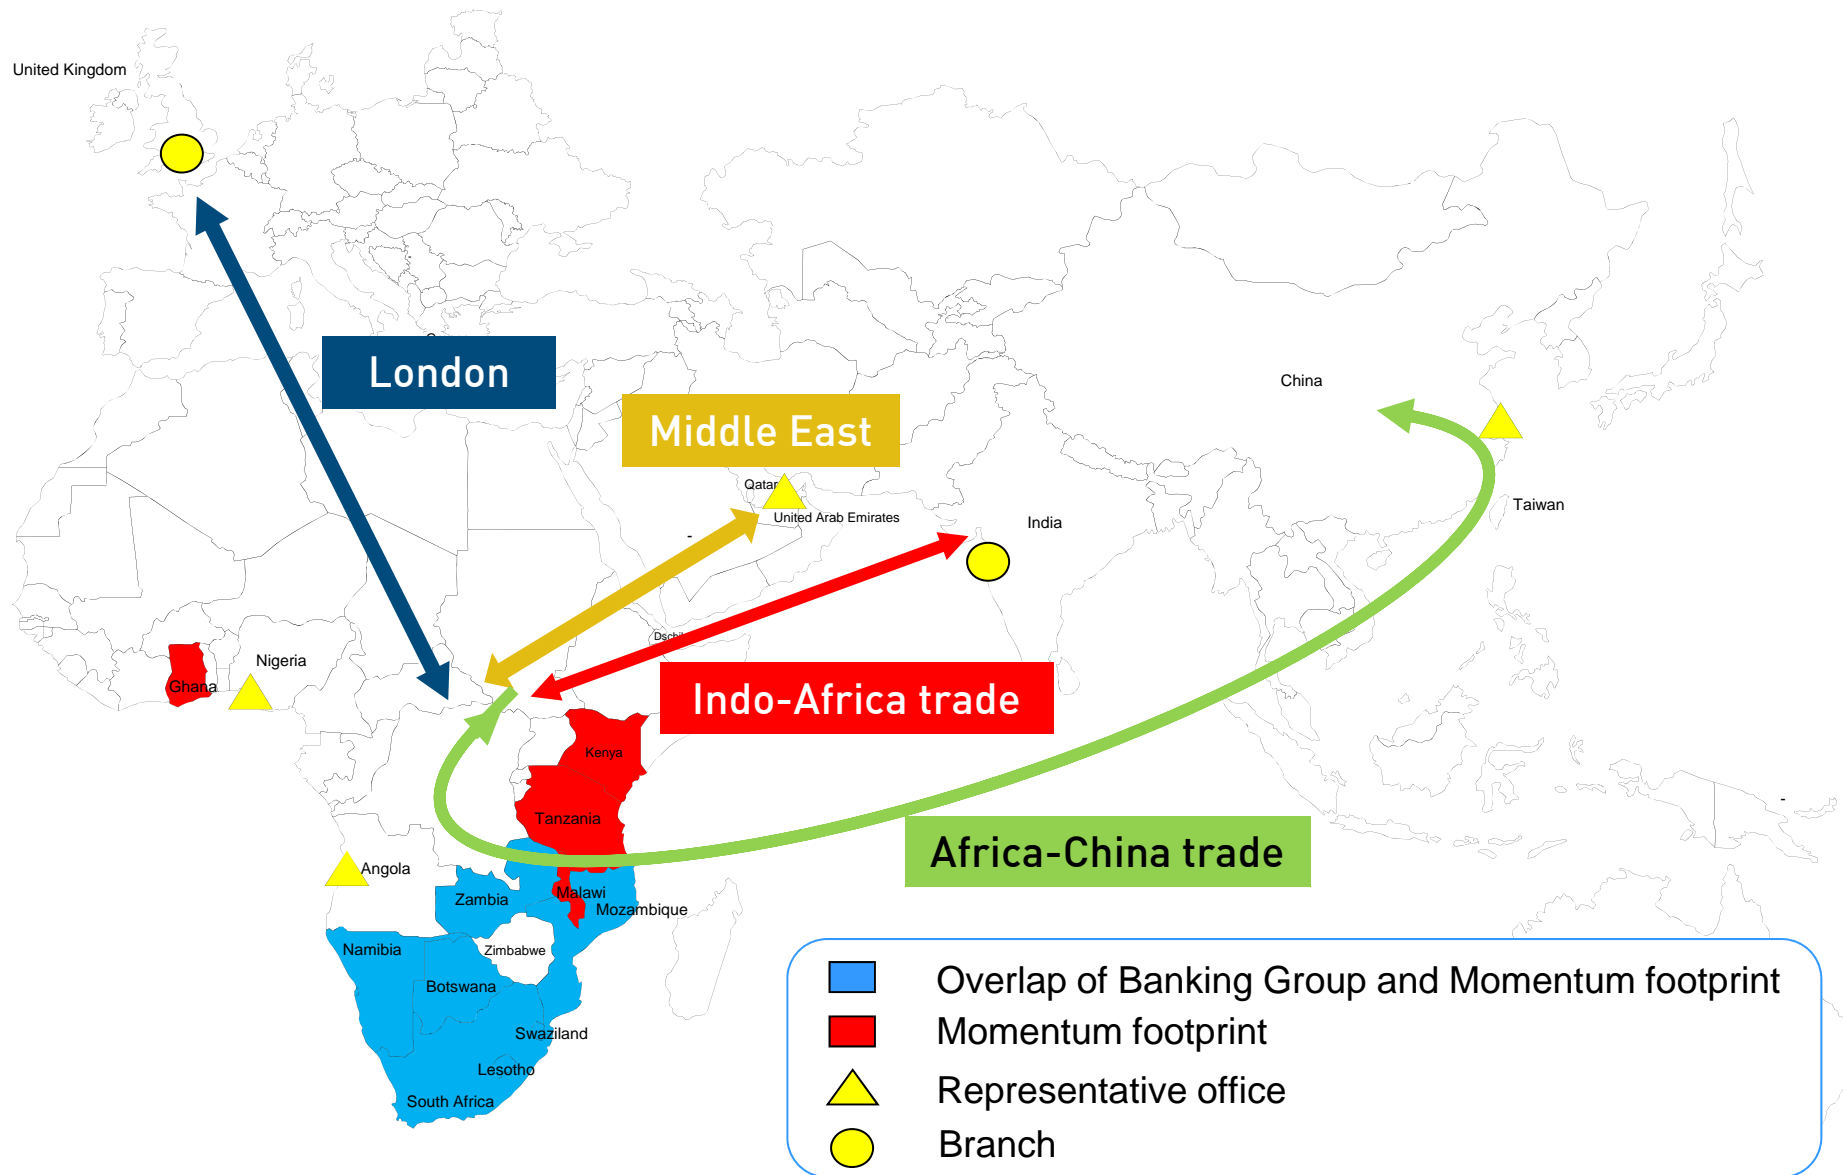 United Kingdom
London
China
Middle East
Qatar
United Arab Emirates
India
Taiwan
Nigeria
Ghana
Indo-Africa trade
Kenya
Tanzania
Africa-China trade
Angola
Zambia
Malawi
Mozambique
Namibia
Zimbabwe
Botswana
Swaziland
Lesotho
South Africa
Overlap of Banking Group and Momentum footprint
Momentum footprint
Representative office
Branch